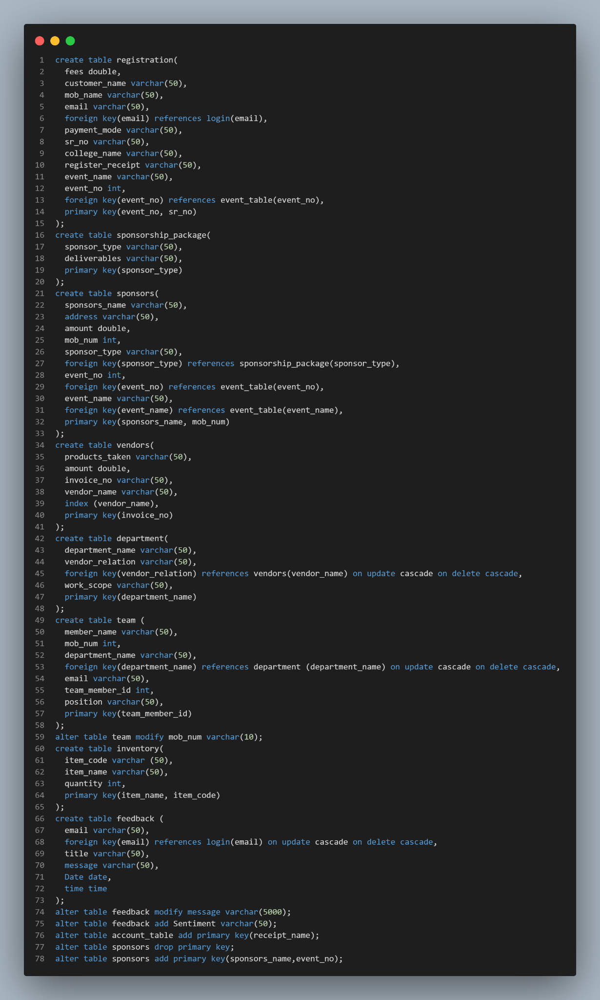 1 create table registration(
2 fees double,
3 customer_name varchar(50),
4 mob_name varchar(50),
5 email varchar(50),
6 foreign key(email) references login(email),
7 payment_mode varchar(50),
8 sr_no varchar(50),
9 college_name varchar(50),
10 register_receipt varchar(50),
11 event_name varchar(50),
12 event_no int,
13 foreign key(event_no) references event_table(event_no),
14 primary key(event_no, sr_no)
15 );
16 create table sponsorship_package(
17 sponsor_type varchar(50),
18 deliverables varchar(50),
19 primary key(sponsor_type)
20 );
21 create table sponsors(
22 sponsors_name varchar(50),
23 address varchar(50),
24 amount double,
25 mob_num int,
26 sponsor_type varchar(50),
27 foreign key(sponsor_type) references sponsorship_package(sponsor_type),
28 event_no int,
29 foreign key(event_no) references event_table(event_no),
30 event_name varchar(50),
31 foreign key(event_name) references event_table(event_name),
32 primary key(sponsors_name, mob_num)
33 );
34 create table vendors(
35 products_taken varchar(50),
36 amount double,
37 invoice_no varchar(50),
38 vendor_name varchar(50),
39 index (vendor_name),
40 primary key(invoice_no)
41 );
42 create table department(
43 department_name varchar(50),
44 vendor_relation varchar(50),
45 foreign key(vendor_relation) references vendors(vendor_name) on update cascade on delete cascade,
46 work_scope varchar(50),
47 primary key(department_name)
48 );
49 create table team (
50 member_name varchar(50),
51 mob_num int,
52 department_name varchar(50),
53 foreign key(department_name) references department (department_name) on update cascade on delete cascade,
54 email varchar(50),
55 team_member_id int,
56 position varchar(50),
57 primary key(team_member_id)
58 );
59 alter table team modify mob_num varchar(10);
60 create table inventory(
61 item_code varchar (50),
62 item_name varchar(50),
63 quantity int,
64 primary key(item_name, item_code)
65 );
66 create table feedback (
67 email varchar(50),
68 foreign key(email) references login(email) on update cascade on delete cascade,
69 title varchar(50),
70 message varchar(50),
71 Date date,
72 time time
73 );
74 alter table feedback modify message varchar(5000);
75 alter table feedback add Sentiment varchar(50);
76 alter table account_table add primary key(receipt_name);
77 alter table sponsors drop primary key;
78 alter table sponsors add primary key(sponsors_name,event_no);